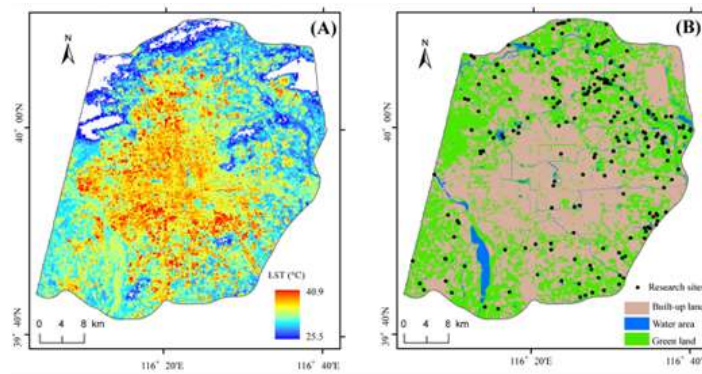 (A)
N
40° 00′N
39° 40′N
LST (°C)
40.9
25.5
0 4 8 km
116° 20′E
116° 40′E
(B)
N
40° 00′N
39° 40′N
Research sites
Built-up land
Water area
Green land
0 4 8 km
116° 20′E
116° 40′E